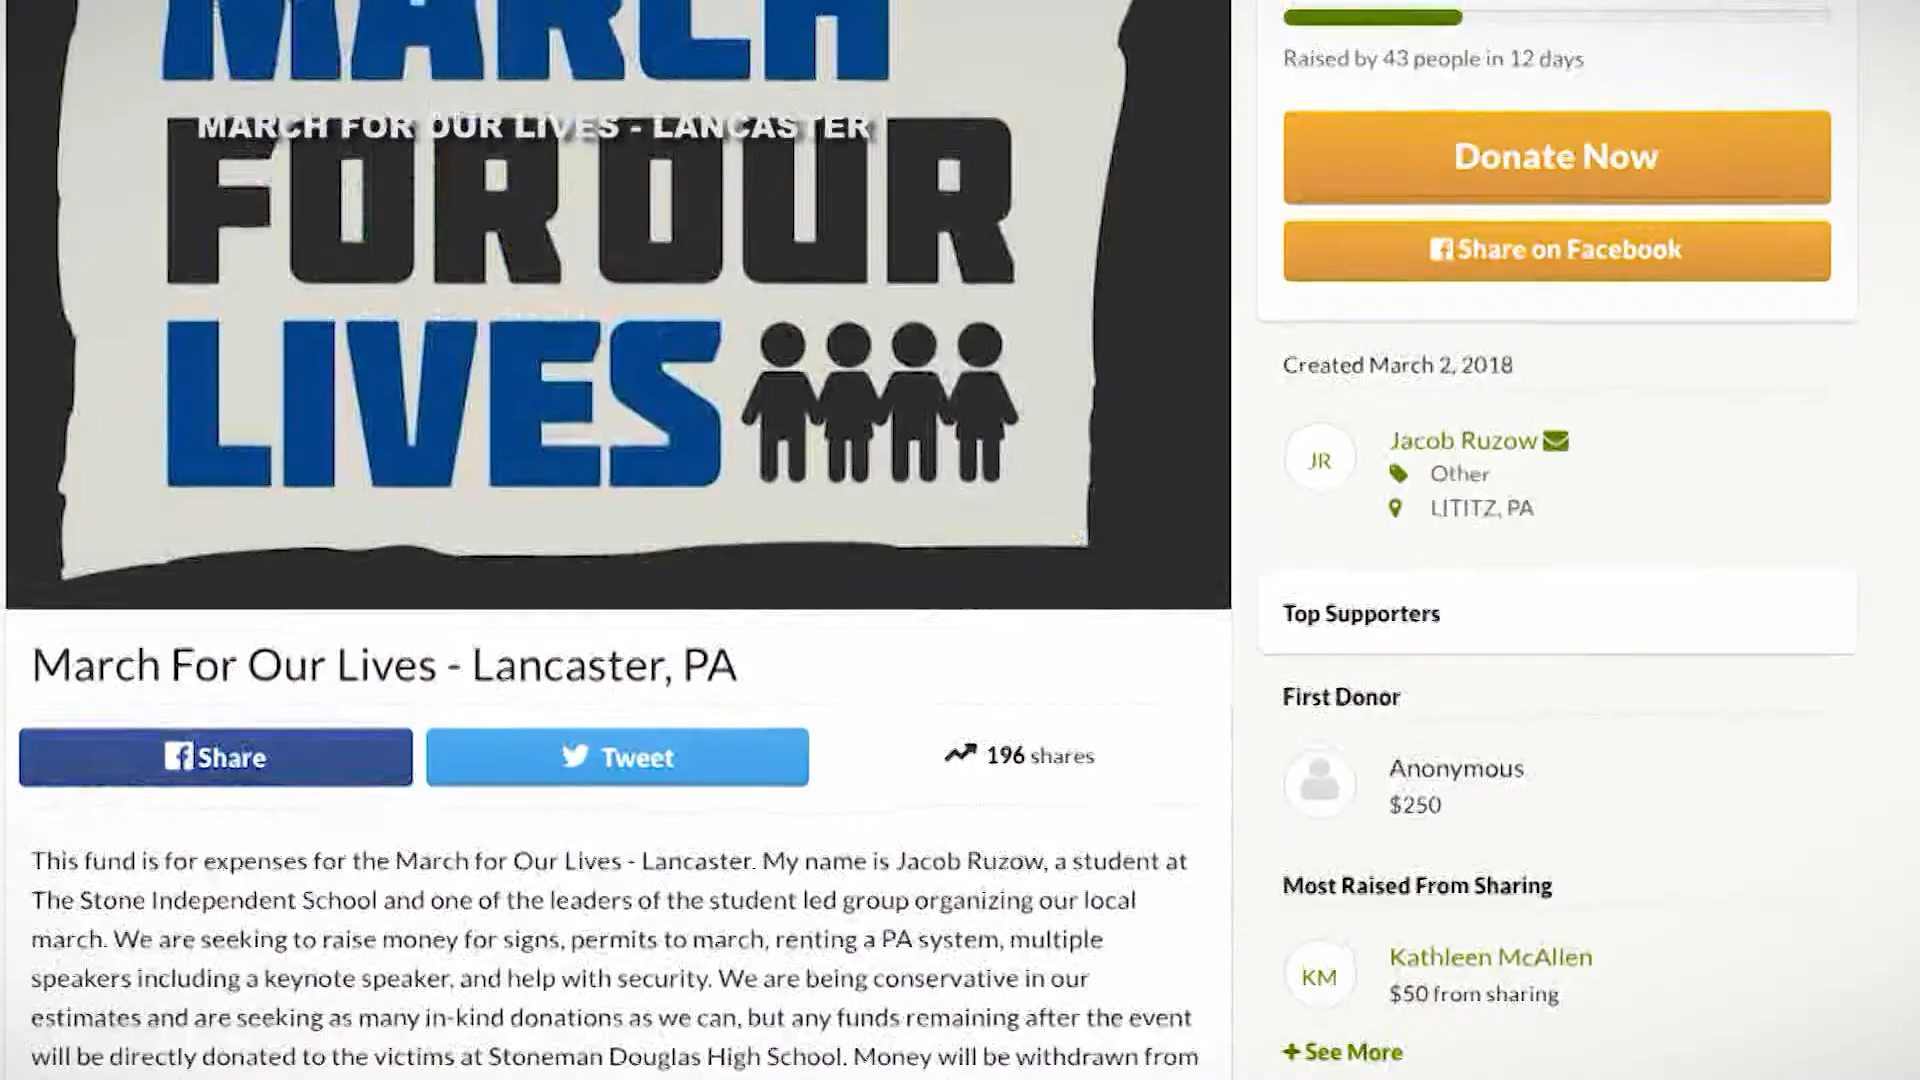 MARCH
FOR OUR
LIVES
MARCH FOR OUR LIVES - LANCASTER
March For Our Lives - Lancaster, PA
Share
Tweet
196 shares
This fund is for expenses for the March for Our Lives - Lancaster. My name is Jacob Ruzow, a student at
The Stone Independent School and one of the leaders of the student led group organizing our local
march. We are seeking to raise money for signs, permits to march, renting a PA system, multiple
speakers including a keynote speaker, and help with security. We are being conservative in our
estimates and are seeking as many in-kind donations as we can, but any funds remaining after the event
will be directly donated to the victims at Stoneman Douglas High School. Money will be withdrawn from
Raised by 43 people in 12 days
Donate Now
Share on Facebook
Created March 2, 2018
JR
Jacob Ruzow
Other
LITITZ, PA
Top Supporters
First Donor
Anonymous
$250
Most Raised From Sharing
KM
Kathleen McAllen
$50 from sharing
+ See More